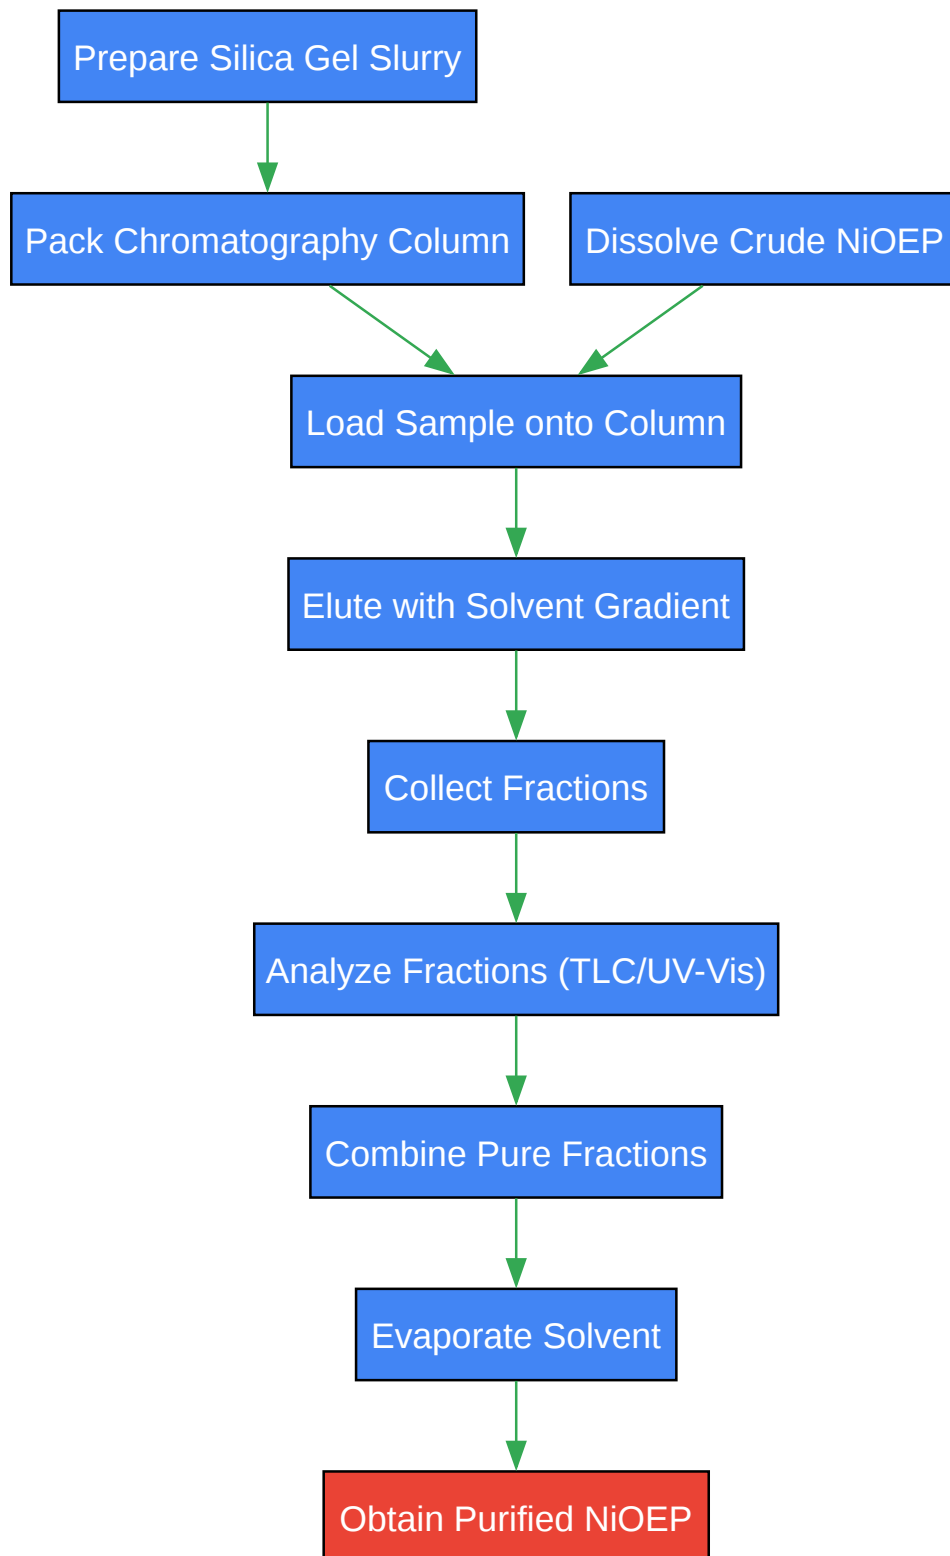 Prepare Silica Gel Slurry
Pack Chromatography Column
Dissolve Crude NiOEP
Load Sample onto Column
Elute with Solvent Gradient
Collect Fractions
Analyze Fractions (TLC/UV-Vis)
Combine Pure Fractions
Evaporate Solvent
Obtain Purified NiOEP